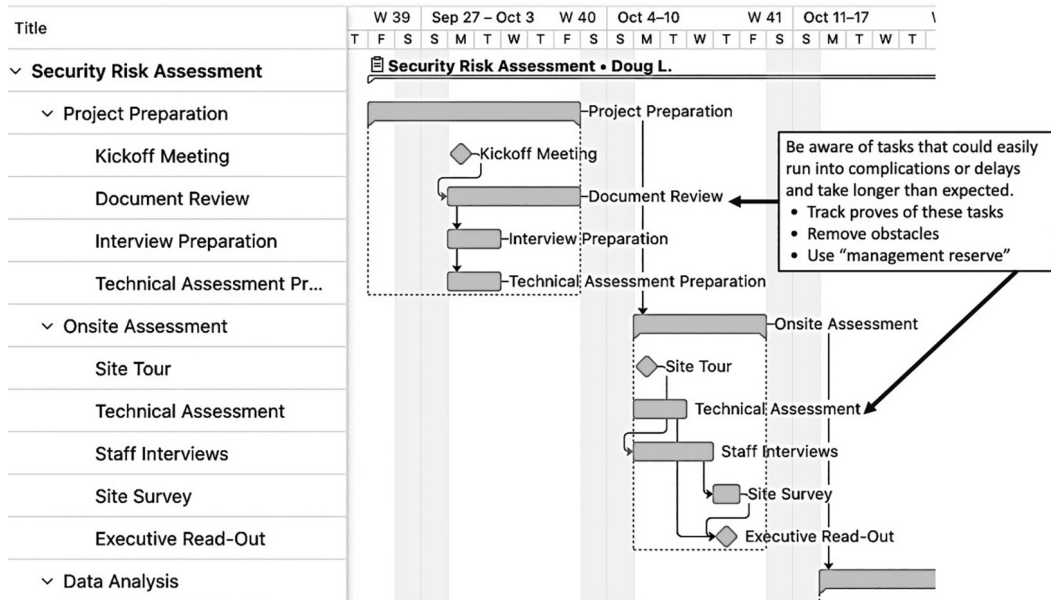 Title
W 39 Sep 27 – Oct 3 W 40 Oct 4–10 W 41 Oct 11–17
T F S S M T W T F S S M T W T F S S M T W T
Security Risk Assessment
Security Risk Assessment • Doug L.
Project Preparation
Project Preparation
Kickoff Meeting
Kickoff Meeting
Document Review
Document Review
Interview Preparation
Interview Preparation
Technical Assessment Pr...
Technical Assessment Preparation
Onsite Assessment
Onsite Assessment
Site Tour
Site Tour
Technical Assessment
Technical Assessment
Staff Interviews
Staff Interviews
Site Survey
Site Survey
Executive Read-Out
Executive Read-Out
Data Analysis
Be aware of tasks that could easily
run into complications or delays
and take longer than expected.
• Track proves of these tasks
• Remove obstacles
• Use “management reserve”